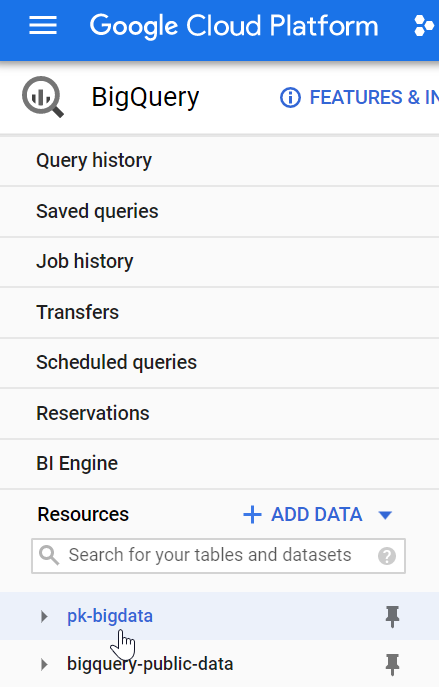 Google Cloud Platform
BigQuery
FEATURES & IN
Query history
Saved queries
Job history
Transfers
Scheduled queries
Reservations
BI Engine
Resources
+ ADD DATA
Search for your tables and datasets
?
pk-bigdata
bigquery-public-data